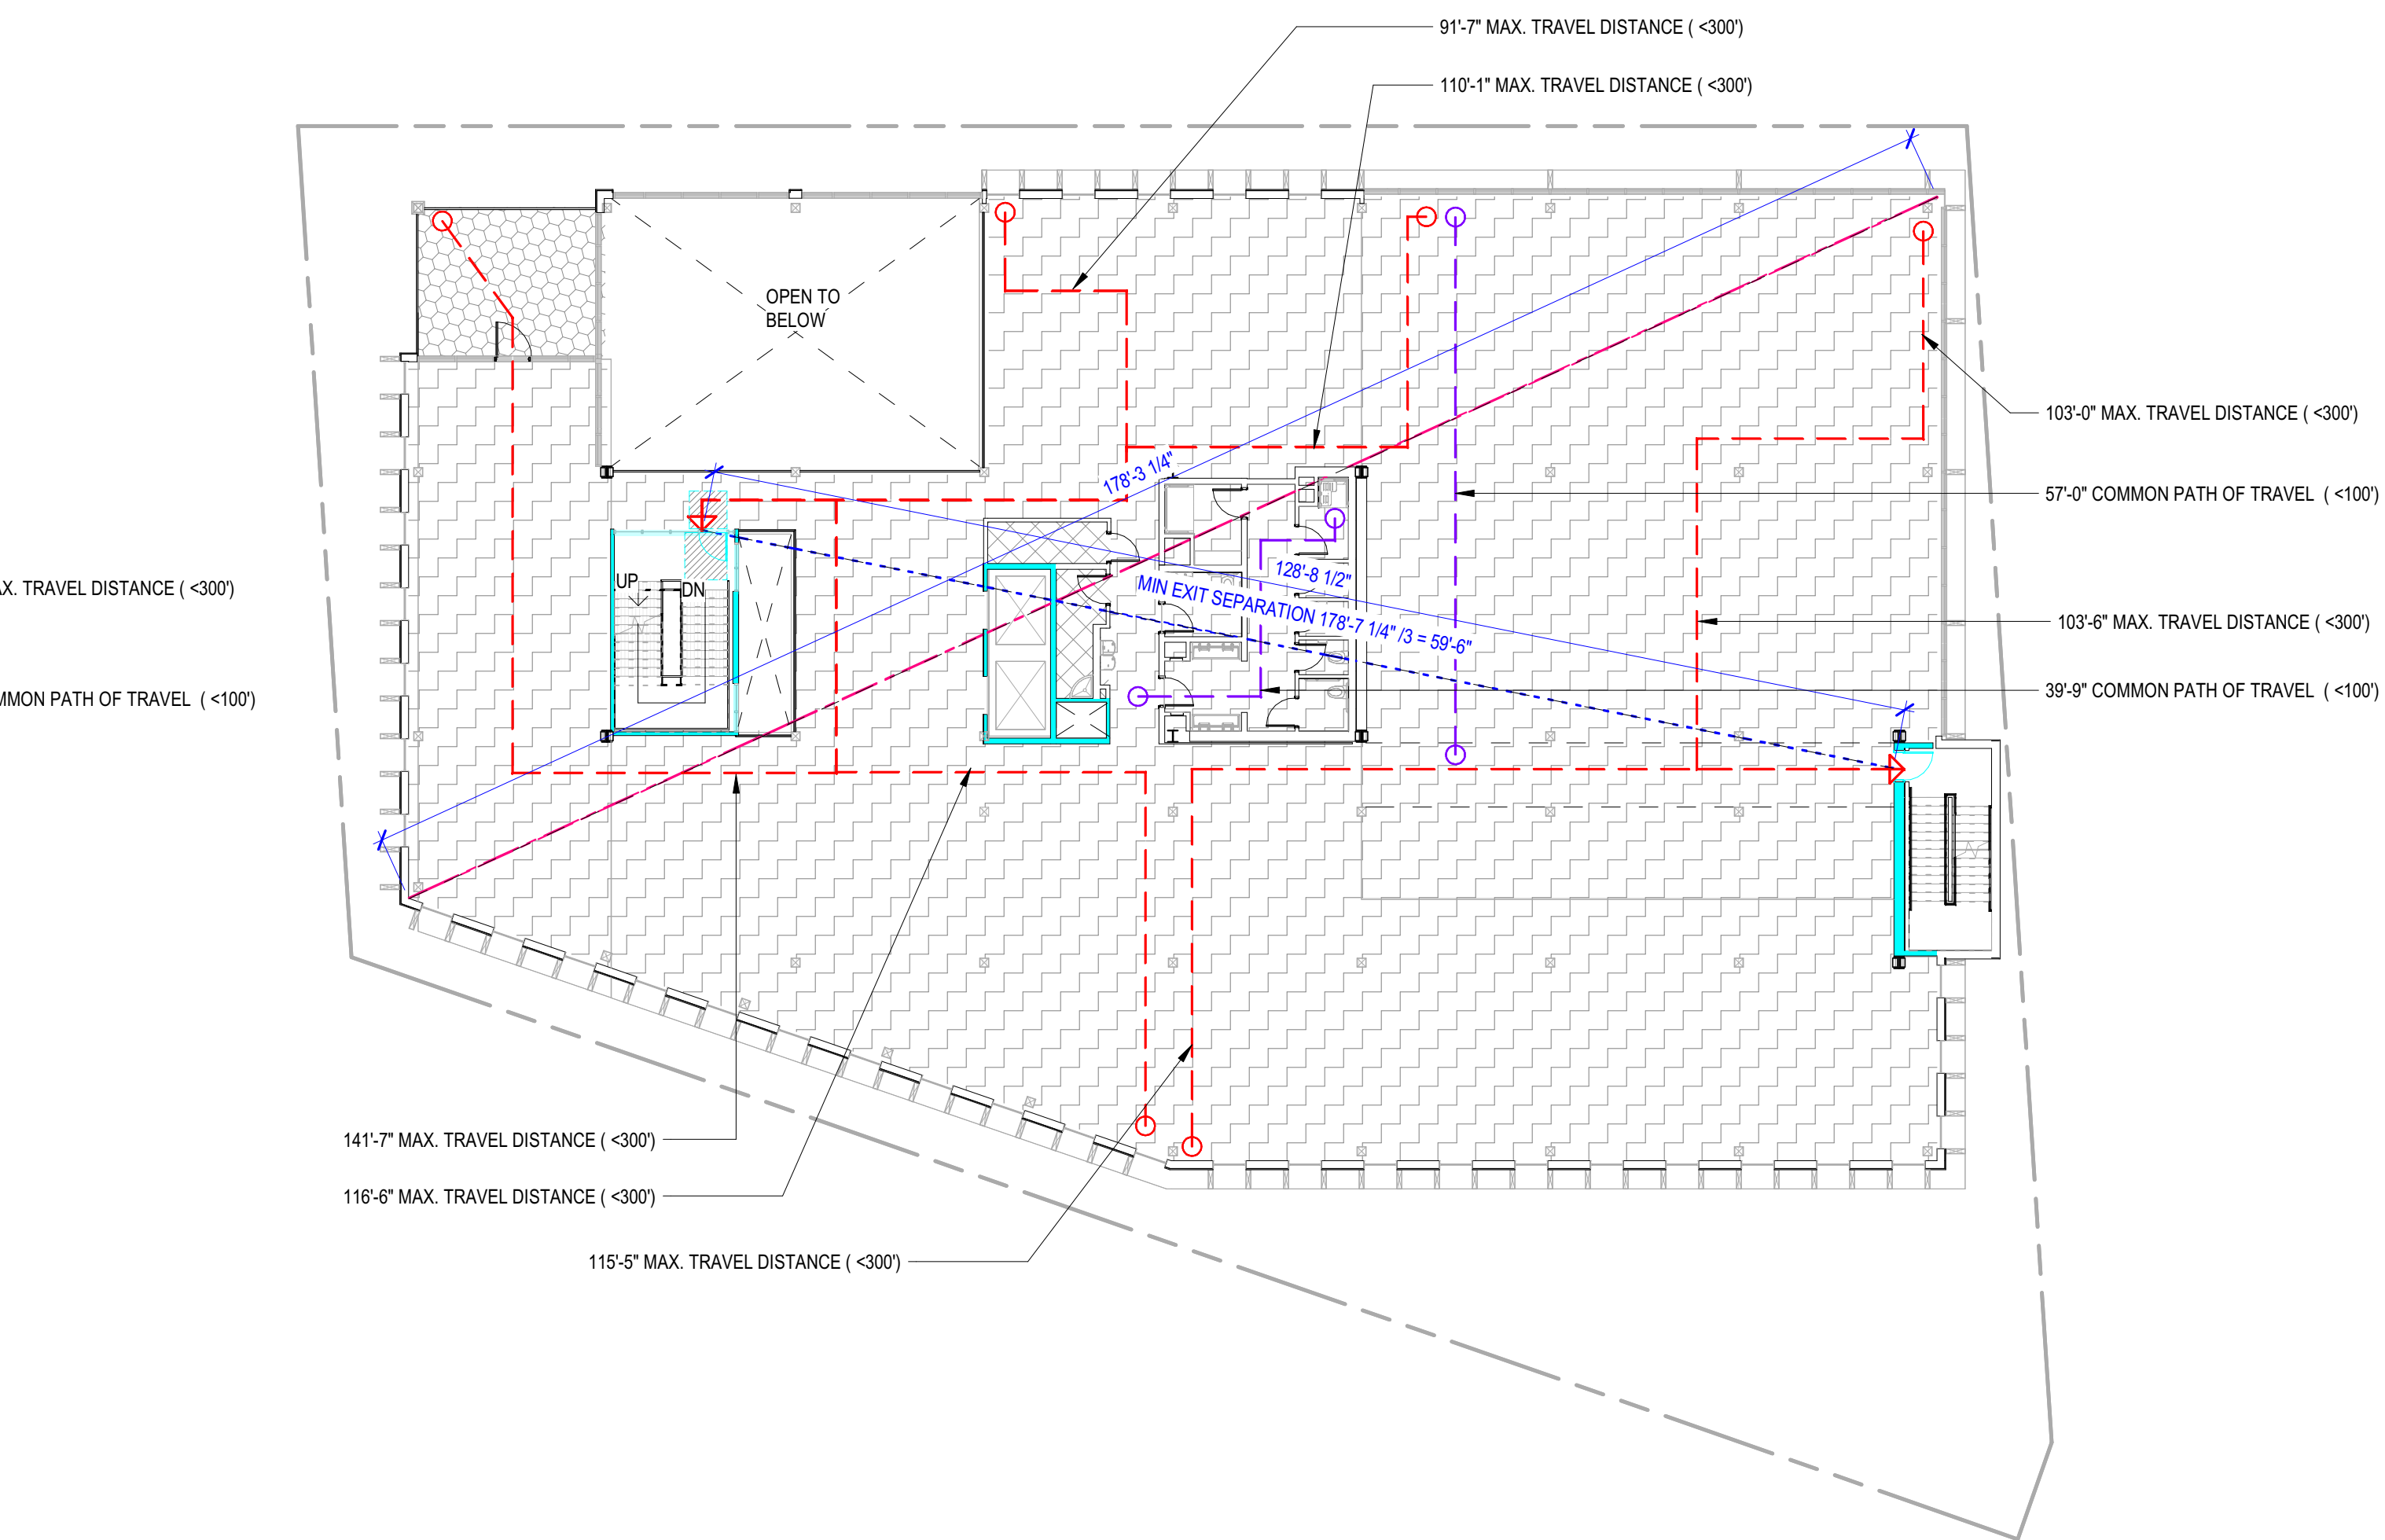 91'-7" MAX. TRAVEL DISTANCE ( <300')
110'-1" MAX. TRAVEL DISTANCE ( <300')
OPEN TO
BELOW
103'-0" MAX. TRAVEL DISTANCE ( <300')
178'-3 1/4"
57'-0" COMMON PATH OF TRAVEL ( <100')
UP
DN
128'-8 1/2"
MIN EXIT SEPARATION 178'-7 1/4" /3 = 59'-6"
TRAVEL DISTANCE ( <300')
103'-6" MAX. TRAVEL DISTANCE ( <300')
PATH OF TRAVEL ( <100')
39'-9" COMMON PATH OF TRAVEL ( <100')
141'-7" MAX. TRAVEL DISTANCE ( <300')
116'-6" MAX. TRAVEL DISTANCE ( <300')
115'-5" MAX. TRAVEL DISTANCE ( <300')